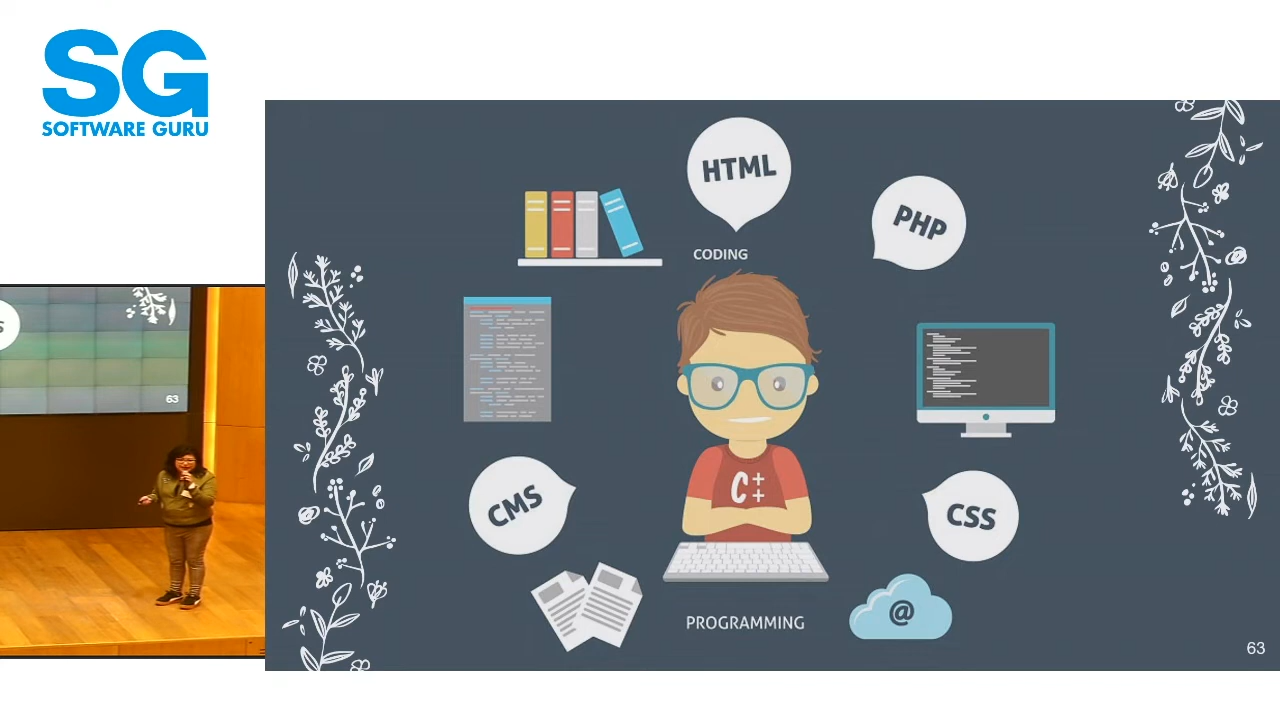 SG
SOFTWARE GURU
HTML
PHP
CODING
C++
CMS
CSS
@
PROGRAMMING
63
S
63